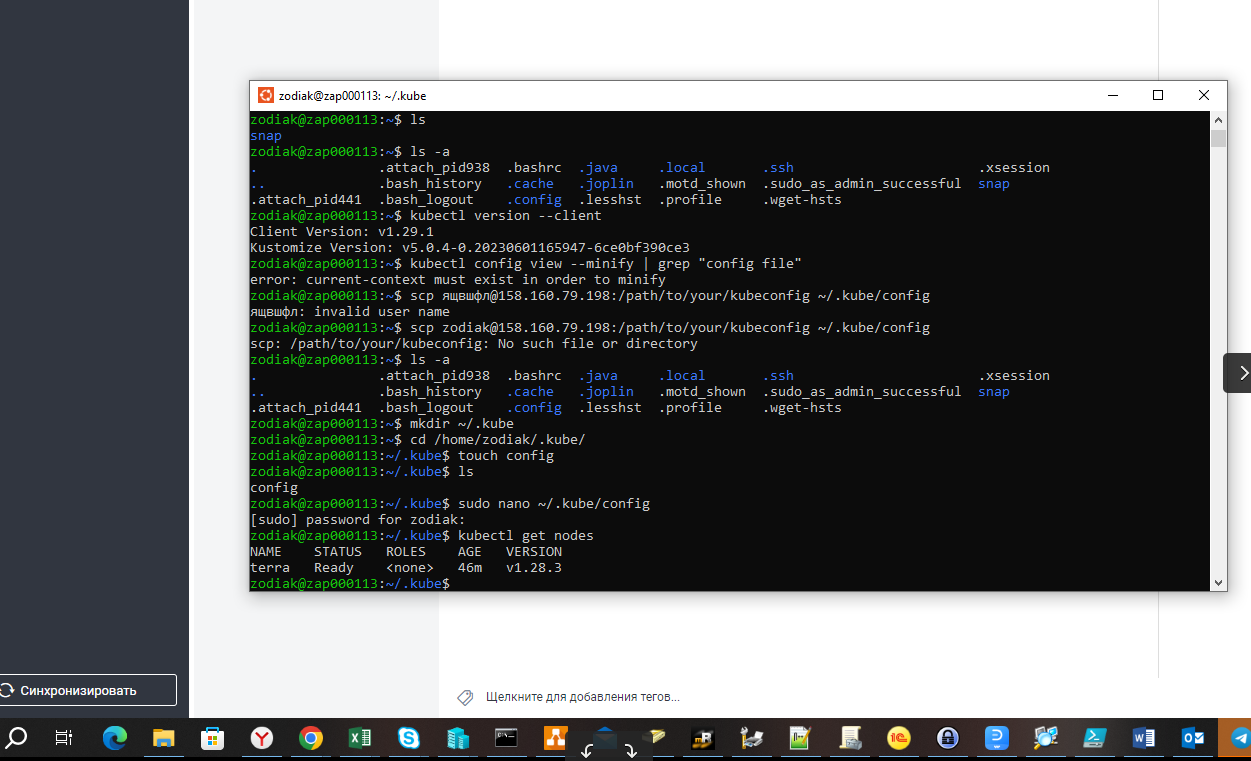 zodiak@zap000113: ~/.kube
zodiak@zap000113:~$ ls
snap
zodiak@zap000113:~$ ls -a
. .attach_pid938 .bashrc .java .local .ssh .xsession
.. .bash_history .cache .joplin .motd_shown .sudo_as_admin_successful snap
.attach_pid441 .bash_logout .config .lesshst .profile .wget-hsts
zodiak@zap000113:~$ kubectl version --client
Client Version: v1.29.1
Kustomize Version: v5.0.4-0.20230601165947-6ce0bf390ce3
zodiak@zap000113:~$ kubectl config view --minify | grep "config file"
error: current-context must exist in order to minify
zodiak@zap000113:~$ scp ящвшфл@158.160.79.198:/path/to/your/kubeconfig ~/.kube/config
ящвшфл: invalid user name
zodiak@zap000113:~$ scp zodiak@158.160.79.198:/path/to/your/kubeconfig ~/.kube/config
scp: /path/to/your/kubeconfig: No such file or directory
zodiak@zap000113:~$ ls -a
. .attach_pid938 .bashrc .java .local .ssh .xsession
.. .bash_history .cache .joplin .motd_shown .sudo_as_admin_successful snap
.attach_pid441 .bash_logout .config .lesshst .profile .wget-hsts
zodiak@zap000113:~$ mkdir ~/.kube
zodiak@zap000113:~$ cd /home/zodiak/.kube/
zodiak@zap000113:~/.kube$ touch config
zodiak@zap000113:~/.kube$ ls
config
zodiak@zap000113:~/.kube$ sudo nano ~/.kube/config
[sudo] password for zodiak:
zodiak@zap000113:~/.kube$ kubectl get nodes
NAME STATUS ROLES AGE VERSION
terra Ready <none> 46m v1.28.3
zodiak@zap000113:~/.kube$
Синхронизировать
Щелкните для добавления тегов...